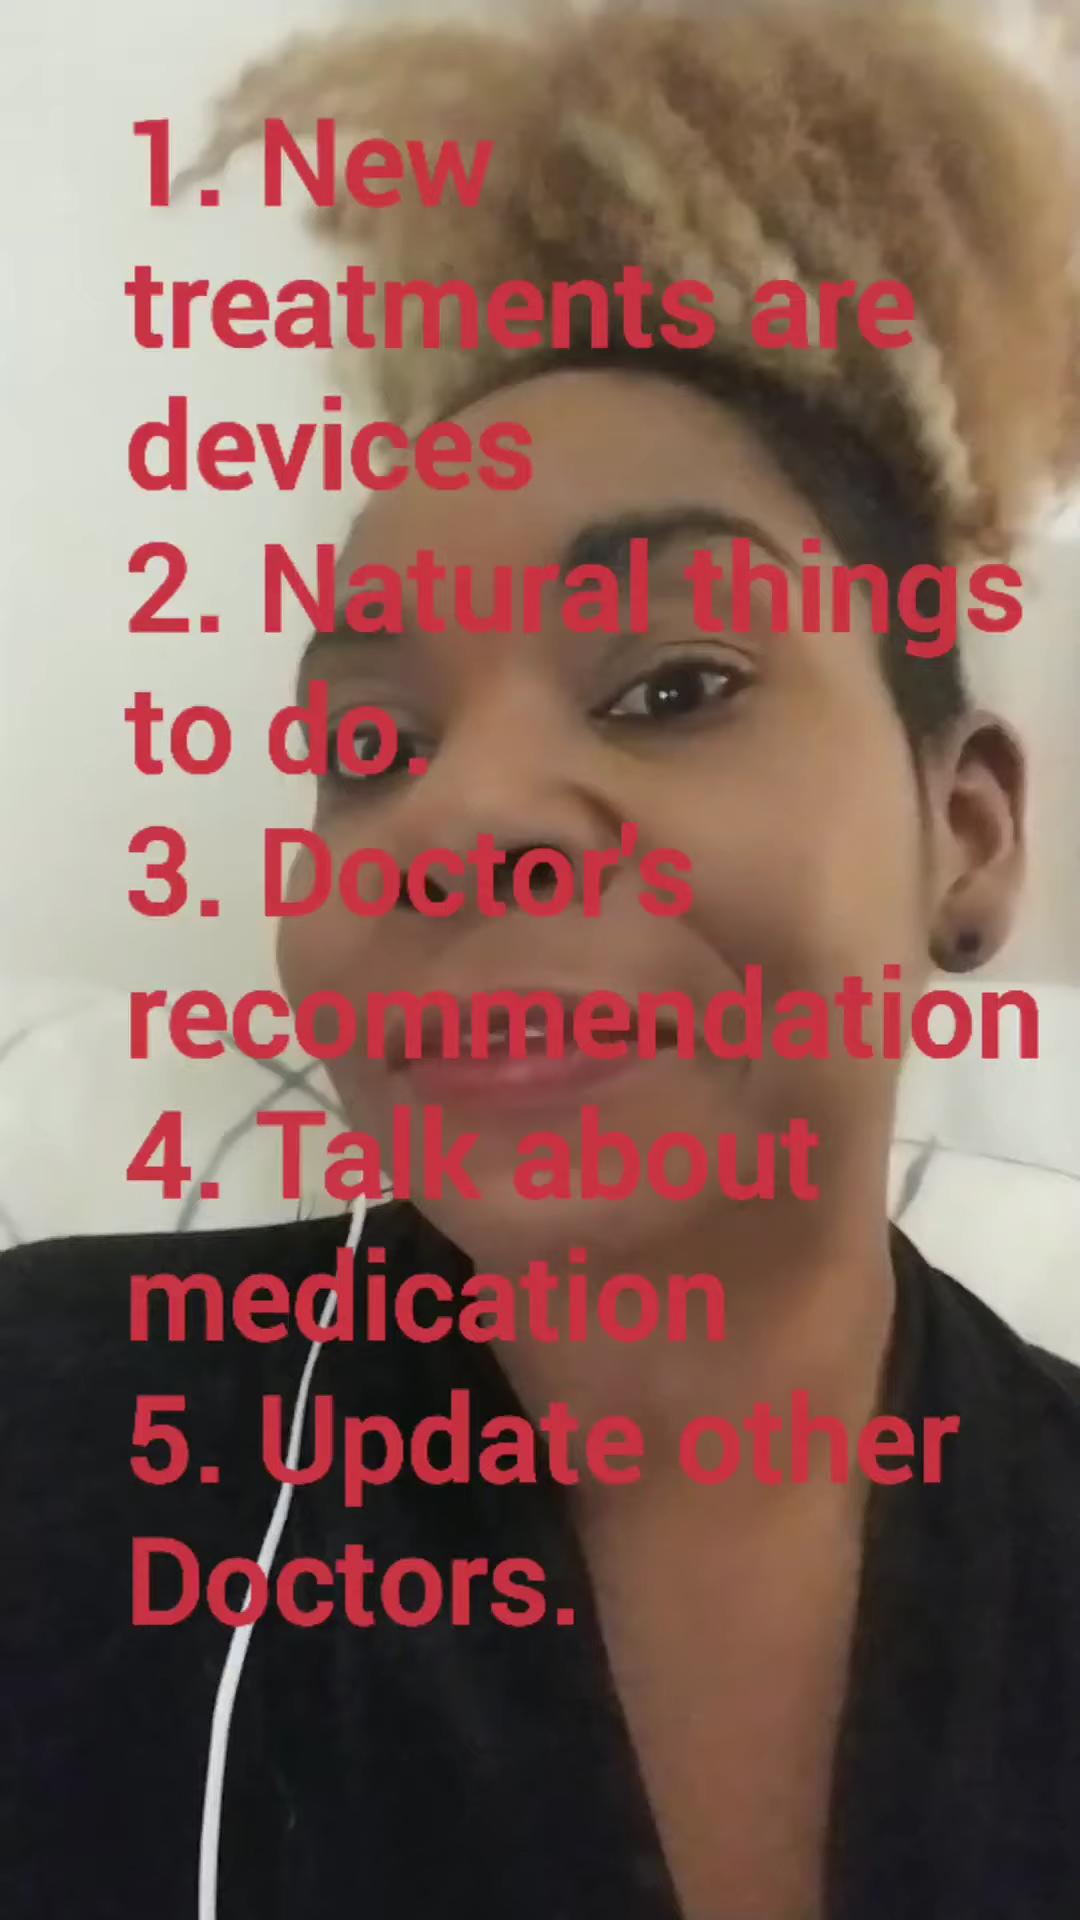 1. New
treatments are
devices
2. Natural things
to do.
3. Doctor's
recommendation
4. Talk about
medication
5. Update other
Doctors.